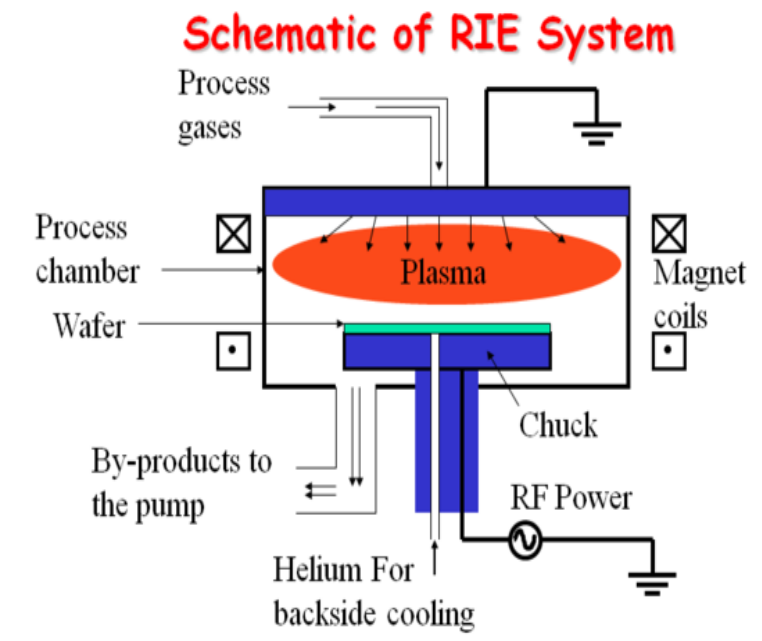 Schematic of RIE System
Process
gases
Process
chamber
Plasma
Magnet
coils
Wafer
Chuck
By-products to
the pump
RF Power
Helium For
backside cooling